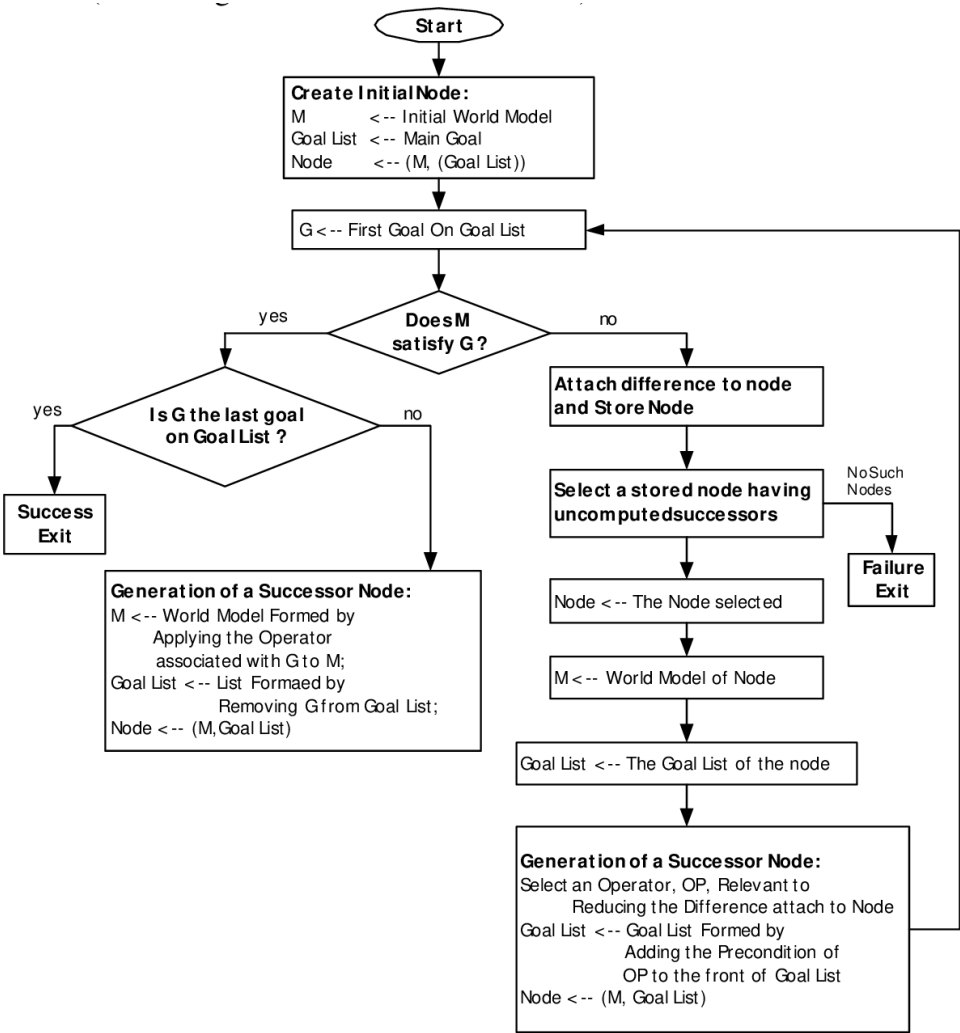 Start
Create Initial Node:
M <-- Initial World Model
Goal List <-- Main Goal
Node <-- (M, (Goal List))
G <-- First Goal On Goal List
Does M
satisfy G ?
yes
no
Is G the last goal
on Goal List ?
yes
no
Success
Exit
Generation of a Successor Node:
M <-- World Model Formed by
Applying the Operator
associated with G to M;
Goal List <-- List Formaed by
Removing G from Goal List;
Node <-- (M,Goal List)
Attach difference to node
and Store Node
Select a stored node having
uncomputed successors
No Such
Nodes
Failure
Exit
Node <-- The Node selected
M <-- World Model of Node
Goal List <-- The Goal List of the node
Generation of a Successor Node:
Select an Operator, OP, Relevant to
Reducing the Difference attach to Node
Goal List <-- Goal List Formed by
Adding the Precondition of
OP to the front of Goal List
Node <-- (M, Goal List)